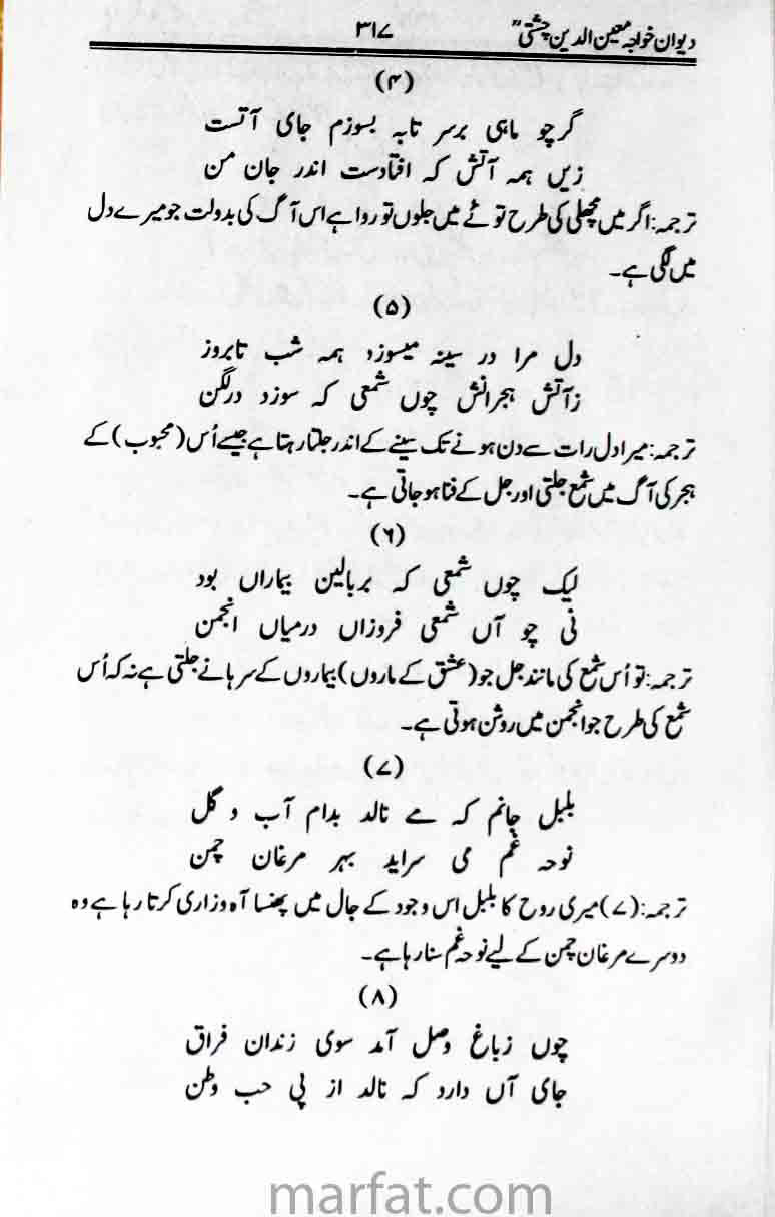 دیوان خواجہ معین الدین چشتیؒ ۳۱۷
(۴)
گر چو ماہی برسر تابہ بسوزم جای آنست
زیں ہمہ آتش کہ افتادست اندر جان من
ترجمہ: اگر میں مچھلی کی طرح توئے میں جلوں تو روا ہے اس آگ کی بدولت جو میرے دل
میں لگی ہے۔
(۵)
دل مرا در سینہ میسوزد ہمہ شب تابروز
زآتش ہجرانش چوں شمعی کہ سوزد درلگن
ترجمہ: میرا دل رات سے دن ہونے تک سینے کے اندر جلتا رہتا ہے جیسے اُس (محبوب) کے
ہجر کی آگ میں شمع جلتی اور جل کے فنا ہو جاتی ہے۔
(۶)
لیک چوں شمعی کہ بربالین بیماراں بود
نی چو آں شمعی فروزاں درمیاں انجمن
ترجمہ: تو اُس شمع کی مانند جل جو (عشق کے ماروں) بیماروں کے سرہانے جلتی ہے نہ کہ اُس
شمع کی طرح جو انجمن میں روشن ہوتی ہے۔
(۷)
بلبل جانم کہ مے نالد بدام آب و گل
نوحہ غم می سراید بہر مرغان چمن
ترجمہ: (۷) میری روح کا بلبل اس وجود کے جال میں پھنسا آہ وزاری کرتا رہا ہے وہ
دوسرے مرغان چمن کے لیے نوحہ غم سنا رہا ہے۔
(۸)
چوں زباغ وصل آمد سوی زندان فراق
جای آں دارد کہ نالد از پی حب وطن
marfat.com